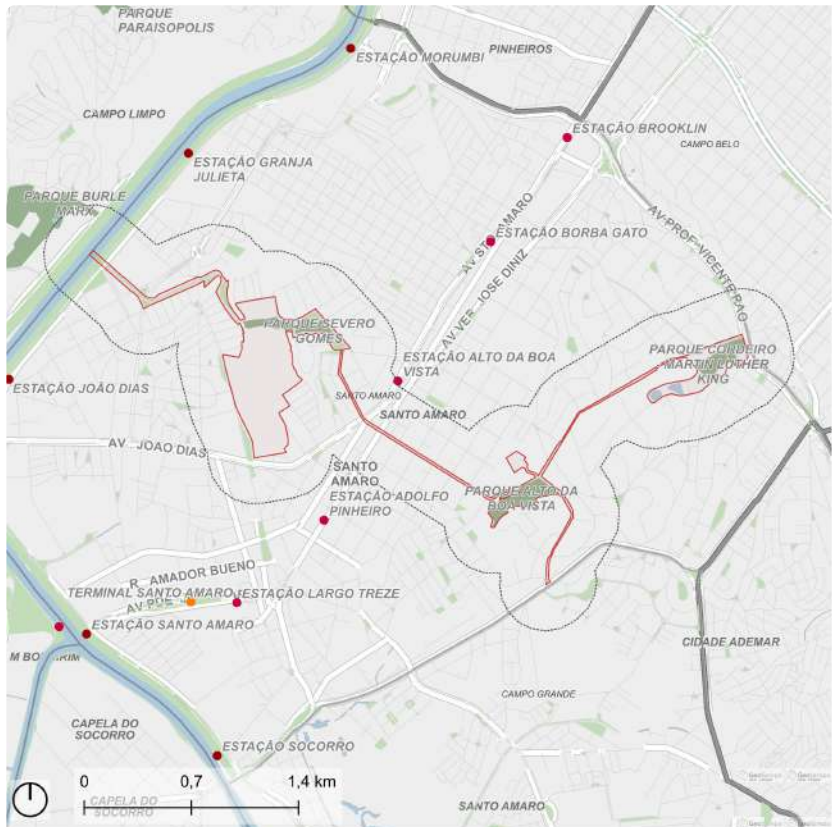 PARQUE
PARAISOPOLIS
PINHEIROS
ESTAÇÃO MORUMBI
CAMPO LIMPO
ESTAÇÃO BROOKLIN
CAMPO BELO
ESTAÇÃO GRANJA
JULIETA
PARQUE BURLE
MARX
AV STO AMARO
ESTAÇÃO BORBA GATO
AV PROF. VICENTE RAO
AV VER. JOSE DINIZ
PARQUE SEVERO
GOMES
PARQUE CORDEIRO
MARTIN LUTHER
KING
ESTAÇÃO ALTO DA BOA
VISTA
ESTAÇÃO JOÃO DIAS
SANTO AMARO
SANTO AMARO
AV JOAO DIAS
SANTO
AMARO
ESTAÇÃO ADOLFO
PINHEIRO
PARQUE ALTO DA
BOA VISTA
R AMADOR BUENO
TERMINAL SANTO AMARO
ESTAÇÃO LARGO TREZE
AV PDE
ESTAÇÃO SANTO AMARO
CIDADE ADEMAR
CAMPO GRANDE
CAPELA DO
SOCORRO
ESTAÇÃO SOCORRO
0 0,7 1,4 km
CAPELA DO
SOCORRO
SANTO AMARO